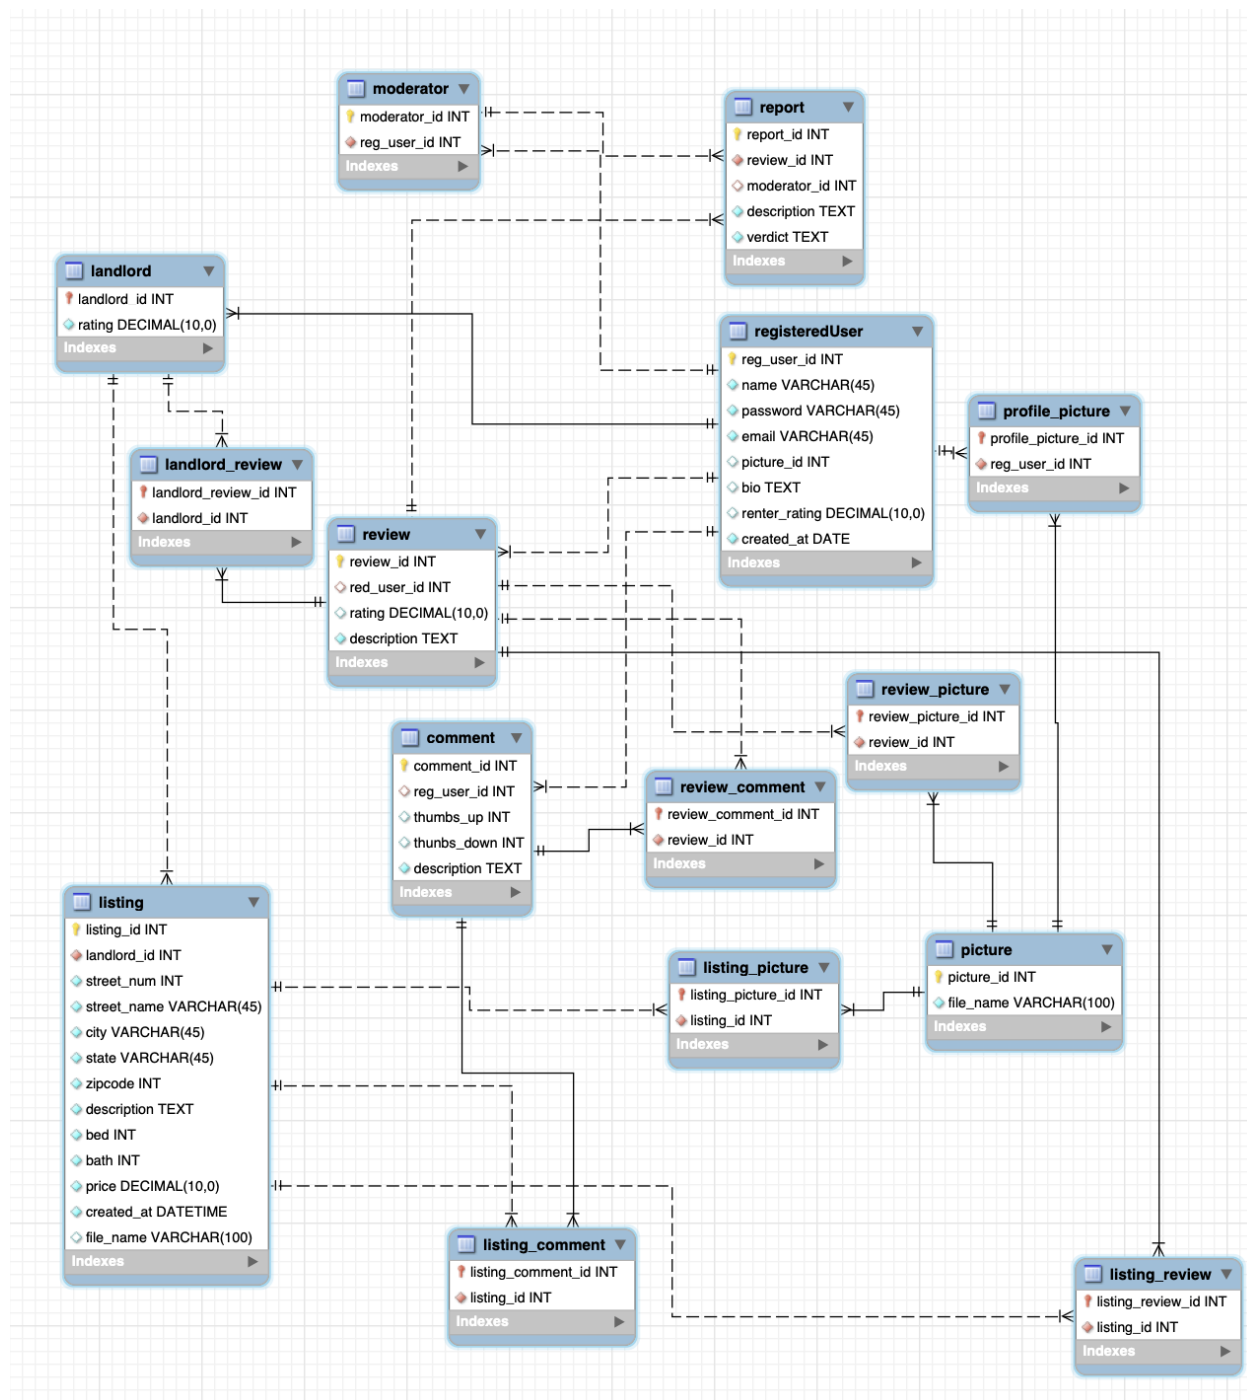 moderator
moderator_id INT
reg_user_id INT
Indexes
report
report_id INT
review_id INT
moderator_id INT
description TEXT
verdict TEXT
Indexes
landlord
landlord_id INT
rating DECIMAL(10,0)
Indexes
registeredUser
reg_user_id INT
name VARCHAR(45)
password VARCHAR(45)
email VARCHAR(45)
picture_id INT
bio TEXT
renter_rating DECIMAL(10,0)
created_at DATE
Indexes
profile_picture
profile_picture_id INT
reg_user_id INT
Indexes
landlord_review
landlord_review_id INT
landlord_id INT
Indexes
review
review_id INT
red_user_id INT
rating DECIMAL(10,0)
description TEXT
Indexes
review_picture
review_picture_id INT
review_id INT
Indexes
comment
comment_id INT
reg_user_id INT
thumbs_up INT
thunbs_down INT
description TEXT
Indexes
review_comment
review_comment_id INT
review_id INT
Indexes
listing
listing_id INT
landlord_id INT
street_num INT
street_name VARCHAR(45)
city VARCHAR(45)
state VARCHAR(45)
zipcode INT
description TEXT
bed INT
bath INT
price DECIMAL(10,0)
created_at DATETIME
file_name VARCHAR(100)
Indexes
listing_picture
listing_picture_id INT
listing_id INT
Indexes
picture
picture_id INT
file_name VARCHAR(100)
Indexes
listing_comment
listing_comment_id INT
listing_id INT
Indexes
listing_review
listing_review_id INT
listing_id INT
Indexes